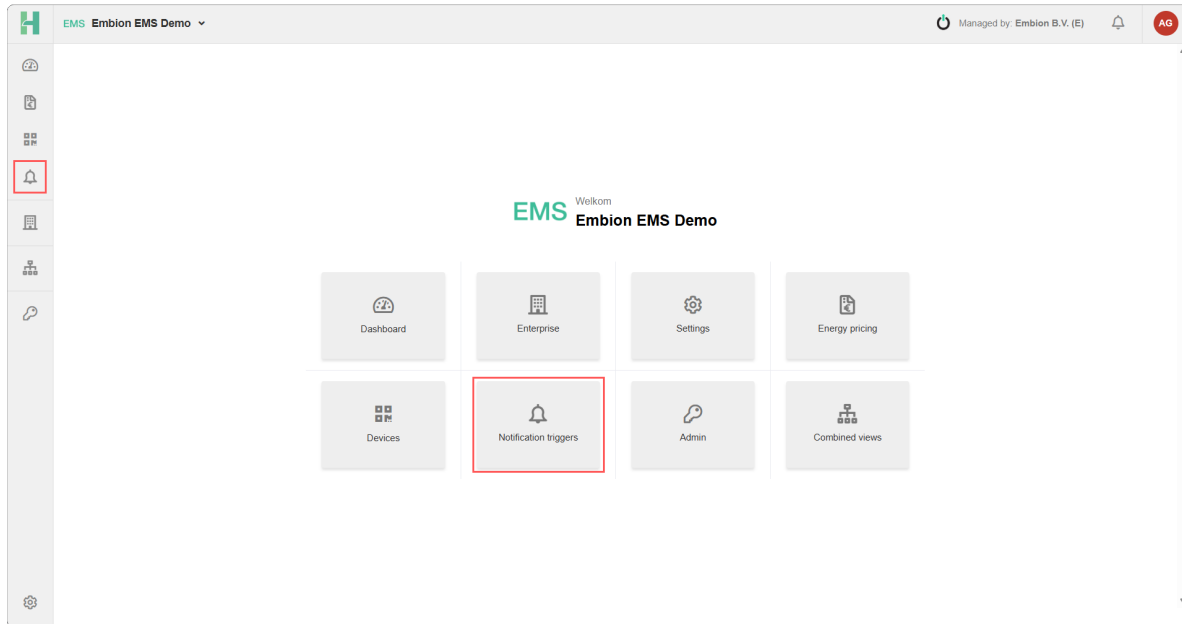 EMS Embion EMS Demo
Managed by: Embion B.V. (E)
AG
EMS
Welkom
Embion EMS Demo
Dashboard
Enterprise
Settings
Energy pricing
Devices
Notification triggers
Admin
Combined views